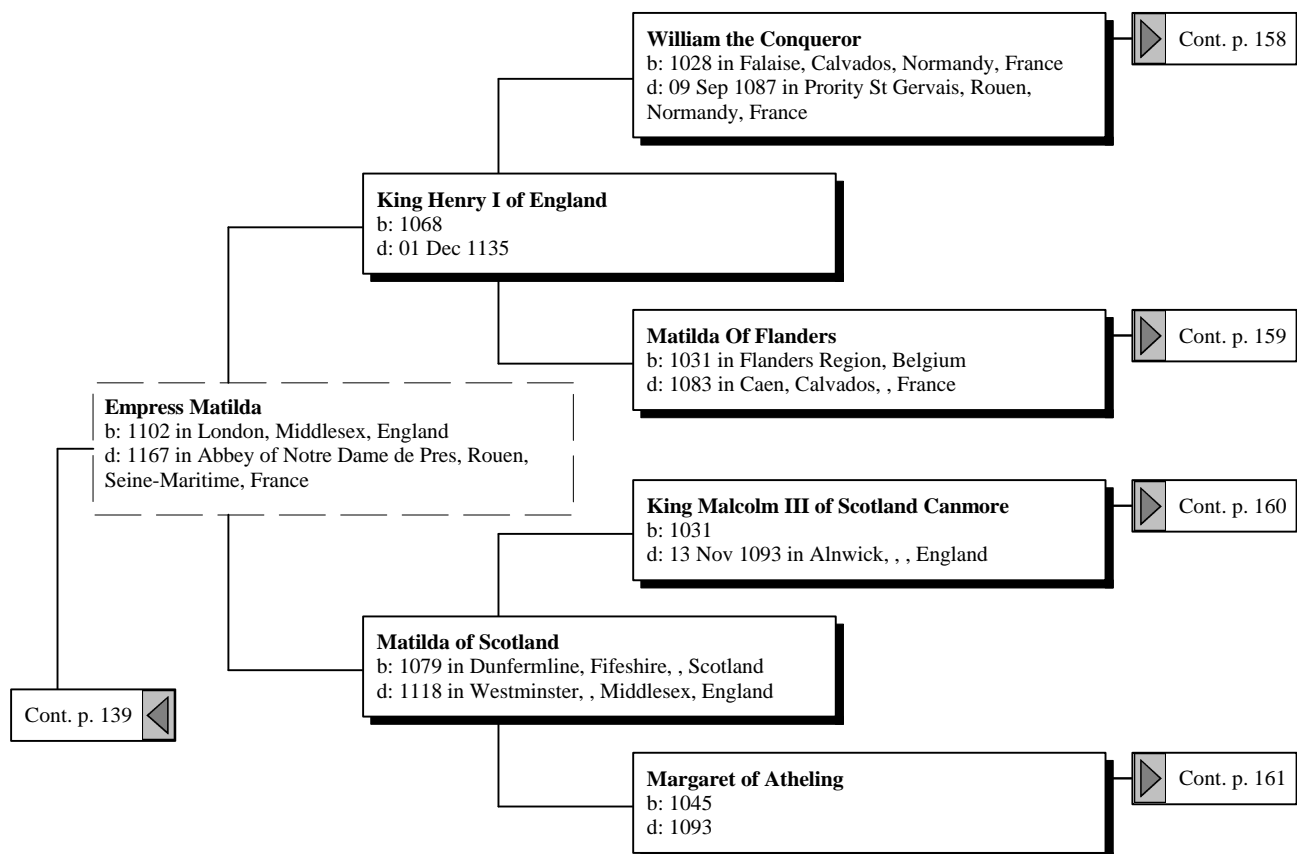 William the Conqueror
b: 1028 in Falaise, Calvados, Normandy, France
d: 09 Sep 1087 in Prority St Gervais, Rouen,
Normandy, France
Cont. p. 158
King Henry I of England
b: 1068
d: 01 Dec 1135
Matilda Of Flanders
b: 1031 in Flanders Region, Belgium
d: 1083 in Caen, Calvados, , France
Cont. p. 159
Empress Matilda
b: 1102 in London, Middlesex, England
d: 1167 in Abbey of Notre Dame de Pres, Rouen,
Seine-Maritime, France
King Malcolm III of Scotland Canmore
b: 1031
d: 13 Nov 1093 in Alnwick, , , England
Cont. p. 160
Matilda of Scotland
b: 1079 in Dunfermline, Fifeshire, , Scotland
d: 1118 in Westminster, , Middlesex, England
Cont. p. 139
Margaret of Atheling
b: 1045
d: 1093
Cont. p. 161